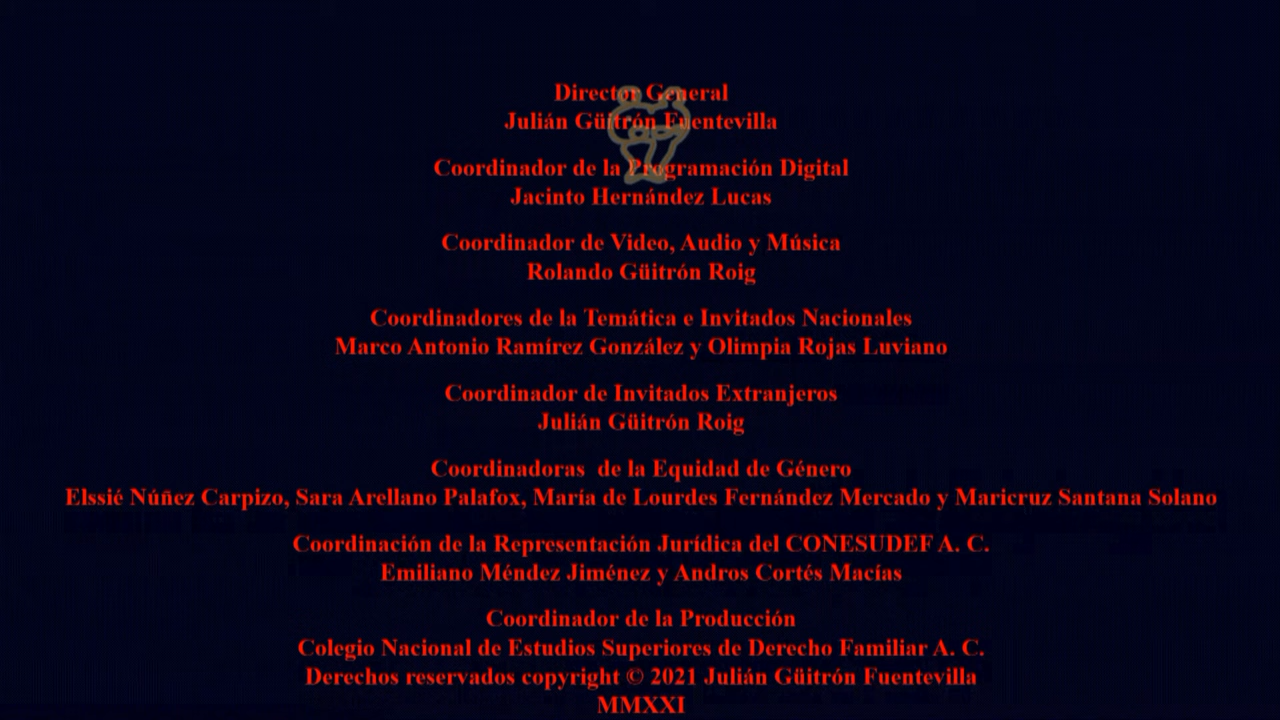 Director General
Julián Güitrón Fuentevilla
Coordinador de la Programación Digital
Jacinto Hernández Lucas
Coordinador de Video, Audio y Música
Rolando Güitrón Roig
Coordinadores de la Temática e Invitados Nacionales
Marco Antonio Ramírez González y Olimpia Rojas Luviano
Coordinador de Invitados Extranjeros
Julián Güitrón Roig
Coordinadoras de la Equidad de Género
Elssié Núñez Carpizo, Sara Arellano Palafox, María de Lourdes Fernández Mercado y Maricruz Santana Solano
Coordinación de la Representación Jurídica del CONESUDEF A. C.
Emiliano Méndez Jiménez y Andros Cortés Macías
Coordinador de la Producción
Colegio Nacional de Estudios Superiores de Derecho Familiar A. C.
Derechos reservados copyright © 2021 Julián Güitrón Fuentevilla
MMXXI